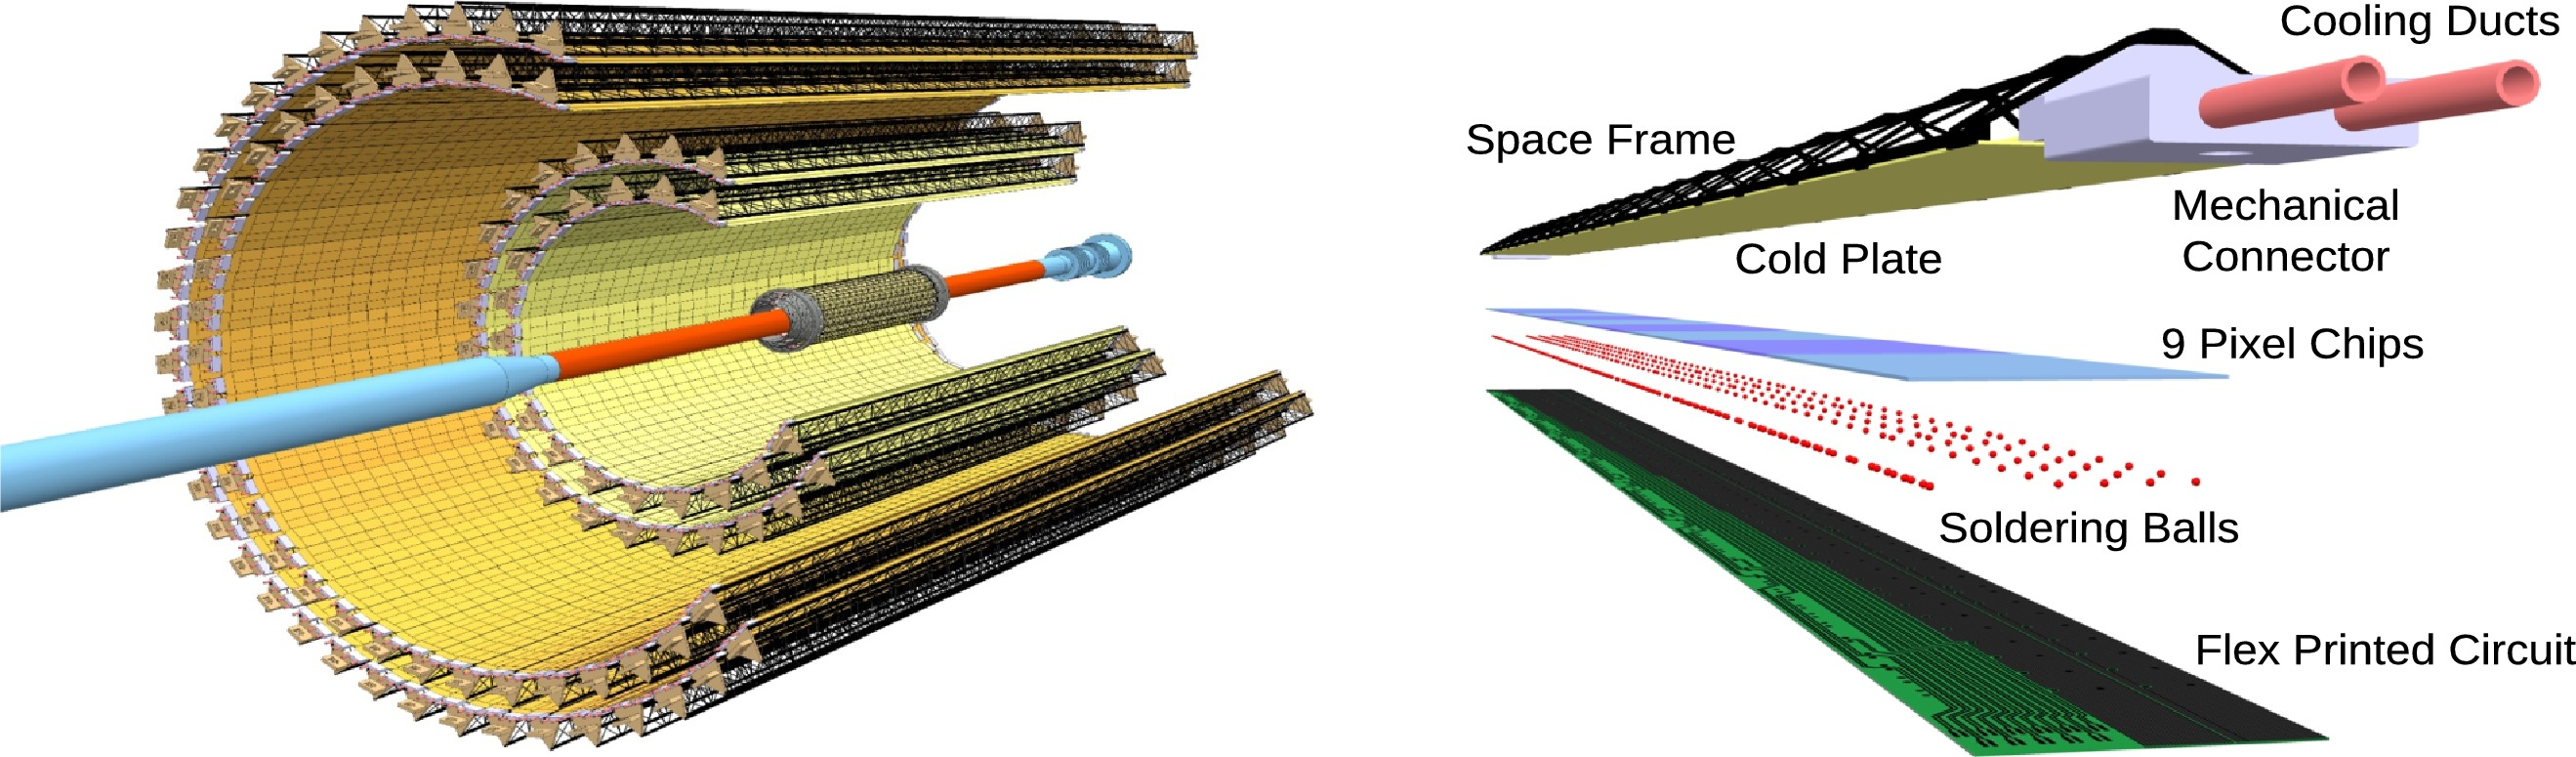 Cooling Ducts
Space Frame
Mechanical
Connector
Cold Plate
9 Pixel Chips
Soldering Balls
Flex Printed Circuit